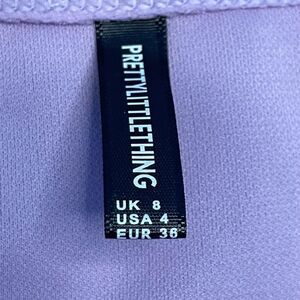 PRETTYLITTLETHING
UK 8
USA 4
EUR 36